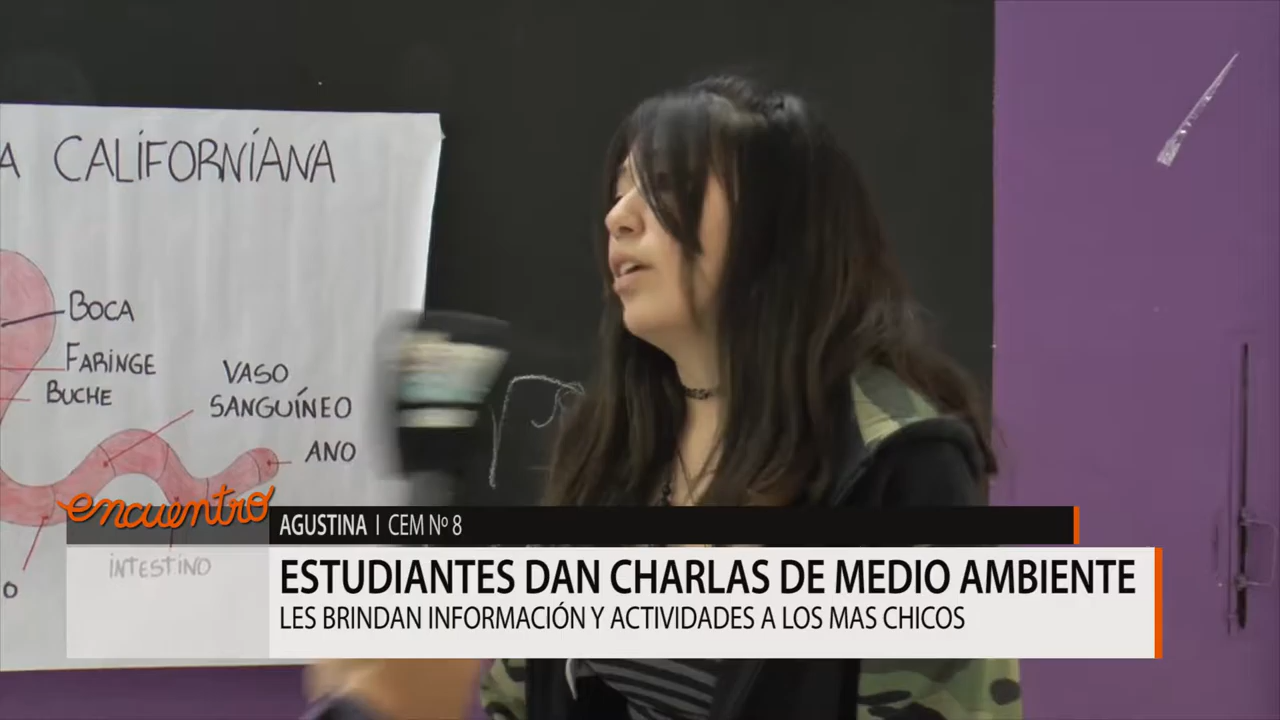 A CALIFORNIANA
BOCA
FARINGE
BUCHE
VASO
SANGUÍNEO
ANO
INTESTINO
O
encuentro
AGUSTINA | CEM Nº 8
ESTUDIANTES DAN CHARLAS DE MEDIO AMBIENTE
LES BRINDAN INFORMACIÓN Y ACTIVIDADES A LOS MAS CHICOS